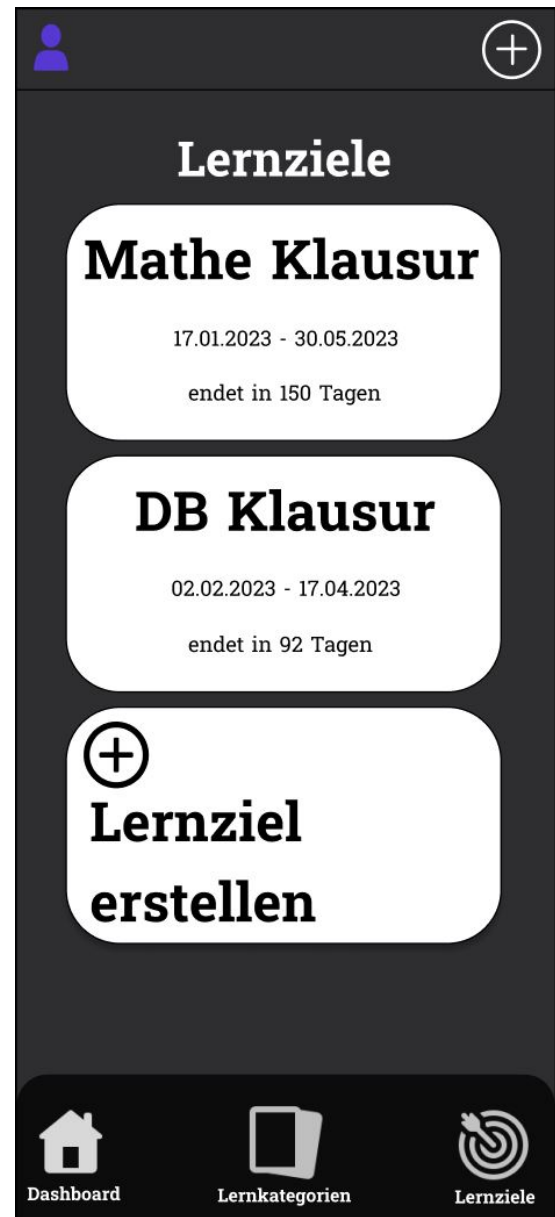 Lernziele
Mathe Klausur
17.01.2023 - 30.05.2023
endet in 150 Tagen
DB Klausur
02.02.2023 - 17.04.2023
endet in 92 Tagen
Lernziel
erstellen
Dashboard
Lernkategorien
Lernziele